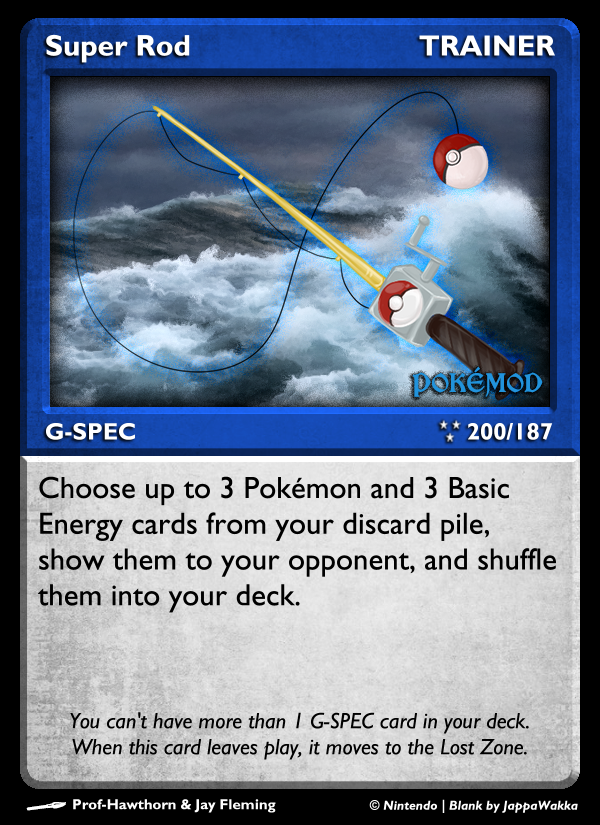 Super Rod TRAINER
POKÉMOD
G-SPEC 200/187
Choose up to 3 Pokémon and 3 Basic
Energy cards from your discard pile,
show them to your opponent, and shuffle
them into your deck.
You can't have more than 1 G-SPEC card in your deck.
When this card leaves play, it moves to the Lost Zone.
Prof-Hawthorn & Jay Fleming © Nintendo | Blank by JappaWakka